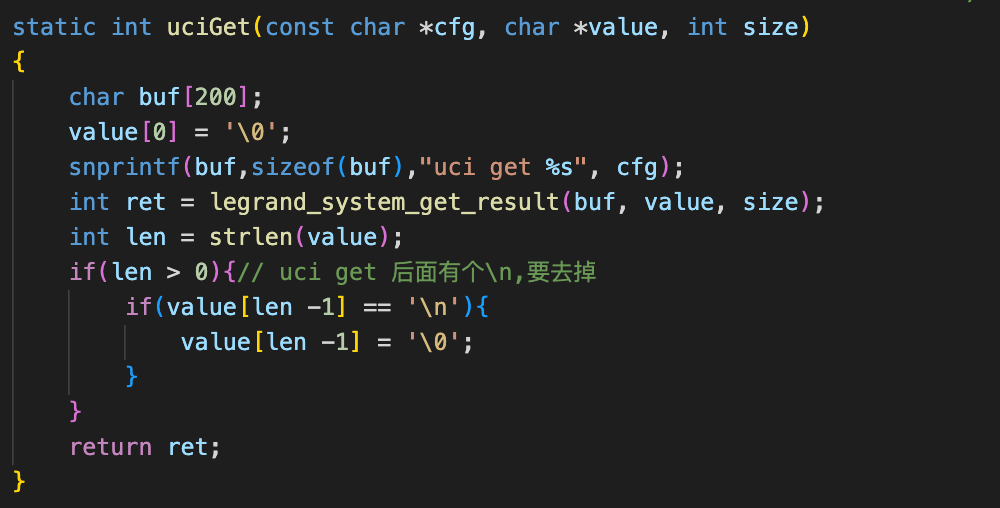 static int uciGet(const char *cfg, char *value, int size)
{
    char buf[200];
    value[0] = '\0';
    snprintf(buf,sizeof(buf),"uci get %s", cfg);
    int ret = legrand_system_get_result(buf, value, size);
    int len = strlen(value);
    if(len > 0){// uci get 后面有个\n,要去掉
        if(value[len -1] == '\n'){
            value[len -1] = '\0';
        }
    }
    return ret;
}